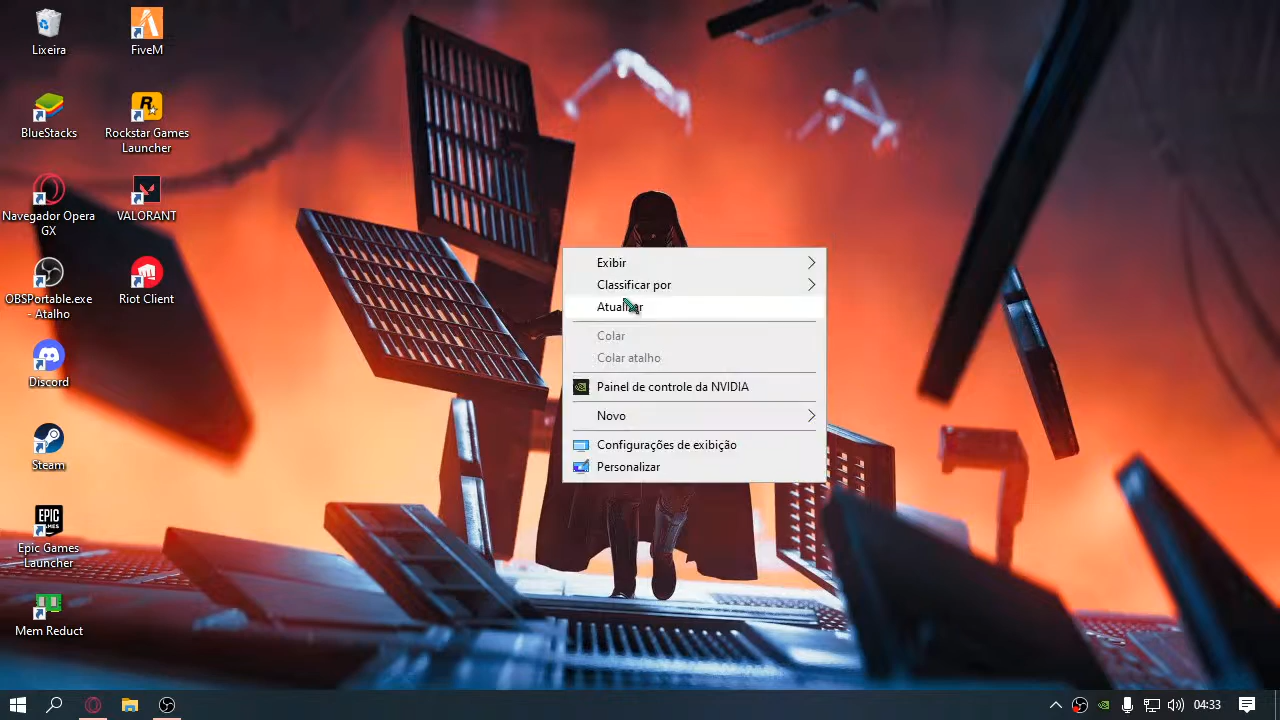 Lixeira
FiveM
BlueStacks
Rockstar Games
Launcher
Navegador Opera
GX
VALORANT
OBSPortable.exe
- Atalho
Riot Client
Discord
Steam
EPIC
GAMES
Epic Games
Launcher
Mem Reduct
Exibir
Classificar por
Atualizar
Colar
Colar atalho
Painel de controle da NVIDIA
Novo
Configurações de exibição
Personalizar
04:33